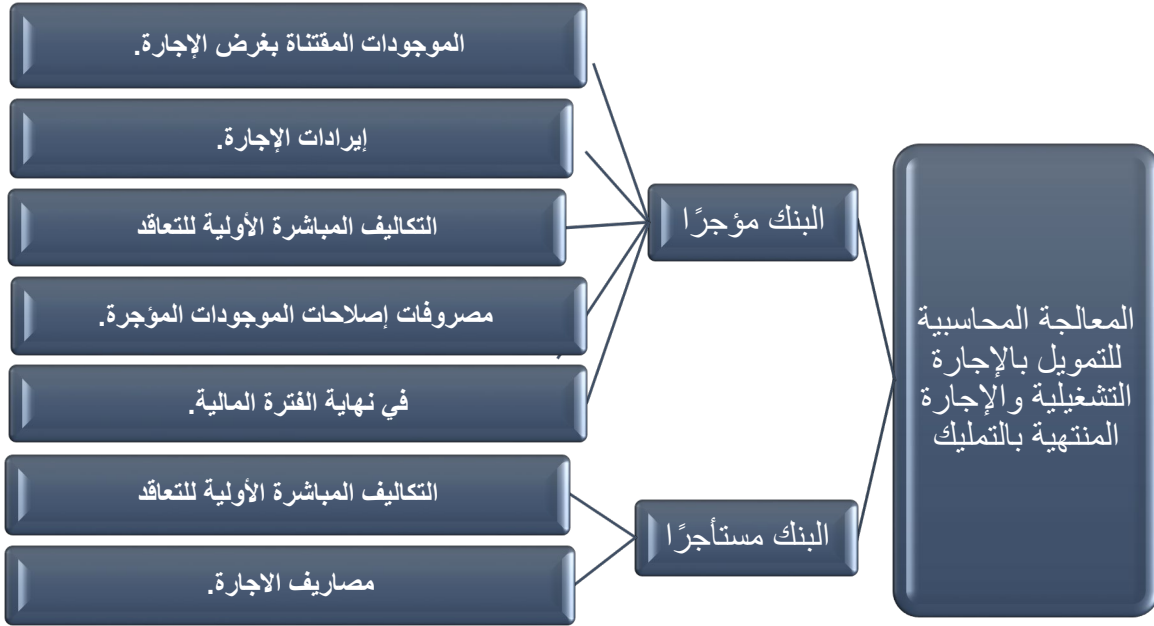 المعالجة المحاسبية
للتمويل بالإجارة
التشغيلية والإجارة
المنتهية بالتمليك
البنك مؤجرًا
الموجودات المقتناة بغرض الإجارة.
إيرادات الإجارة.
التكاليف المباشرة الأولية للتعاقد
مصروفات إصلاحات الموجودات المؤجرة.
في نهاية الفترة المالية.
البنك مستأجرًا
التكاليف المباشرة الأولية للتعاقد
مصاريف الاجارة.